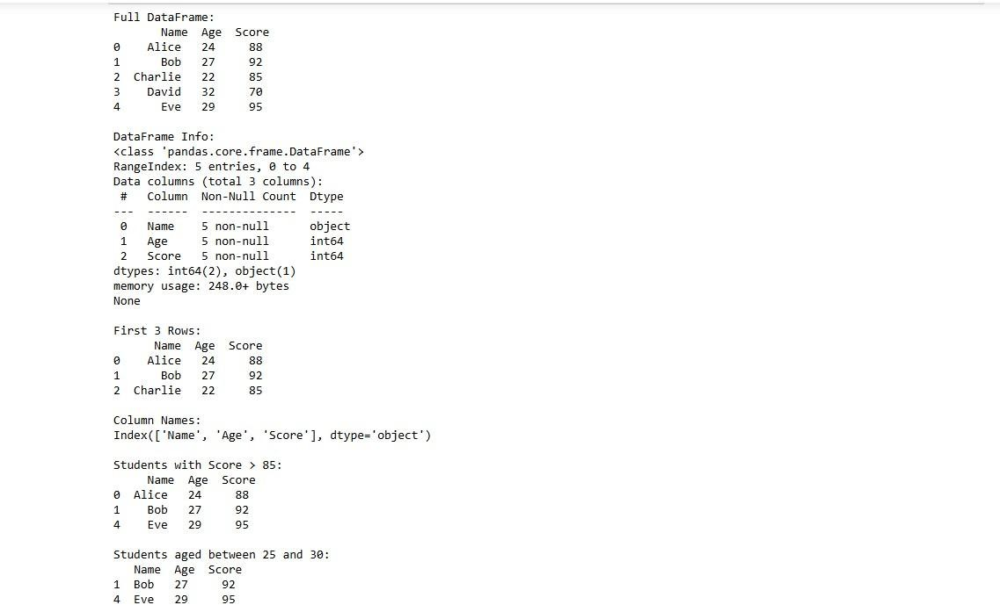 Full DataFrame:
      Name  Age  Score
0    Alice   24     88
1      Bob   27     92
2  Charlie   22     85
3    David   32     70
4      Eve   29     95
DataFrame Info:
<class 'pandas.core.frame.DataFrame'>
RangeIndex: 5 entries, 0 to 4
Data columns (total 3 columns):
 #   Column  Non-Null Count  Dtype
---  ------  --------------  -----
 0   Name    5 non-null      object
 1   Age     5 non-null      int64
 2   Score   5 non-null      int64
dtypes: int64(2), object(1)
memory usage: 248.0+ bytes
None
First 3 Rows:
      Name  Age  Score
0    Alice   24     88
1      Bob   27     92
2  Charlie   22     85
Column Names:
Index(['Name', 'Age', 'Score'], dtype='object')
Students with Score > 85:
    Name  Age  Score
0  Alice   24     88
1    Bob   27     92
4    Eve   29     95
Students aged between 25 and 30:
  Name  Age  Score
1  Bob   27     92
4  Eve   29     95